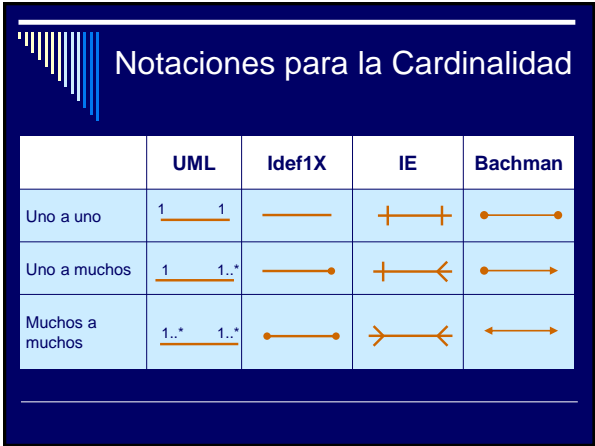 Notaciones para la Cardinalidad
UML Idef1X IE Bachman
Uno a uno 1 1
Uno a muchos 1 1..*
Muchos a
muchos 1..* 1..*